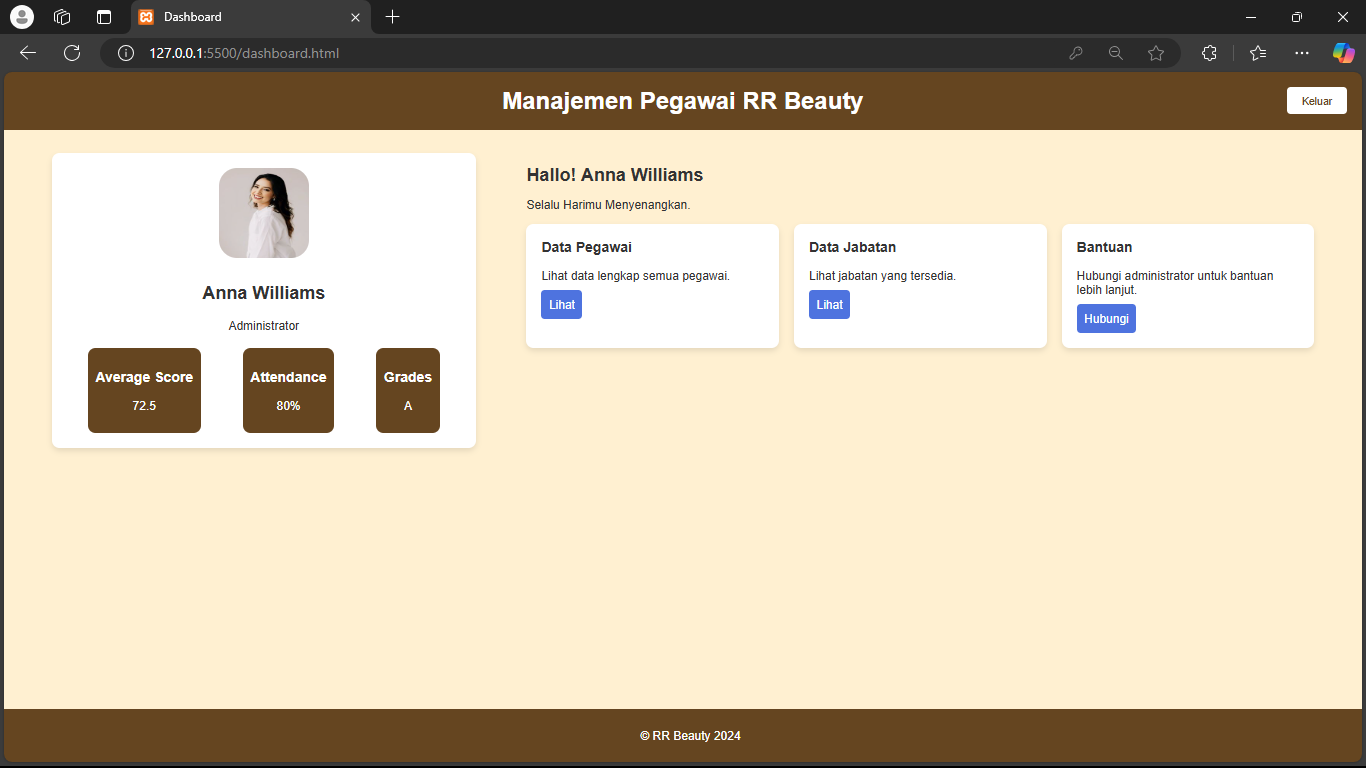 Dashboard
127.0.0.1:5500/dashboard.html
Manajemen Pegawai RR Beauty
Keluar
Anna Williams
Administrator
Average Score
72.5
Attendance
80%
Grades
A
Hallo! Anna Williams
Selalu Harimu Menyenangkan.
Data Pegawai
Lihat data lengkap semua pegawai.
Lihat
Data Jabatan
Lihat jabatan yang tersedia.
Lihat
Bantuan
Hubungi administrator untuk bantuan
lebih lanjut.
Hubungi
© RR Beauty 2024